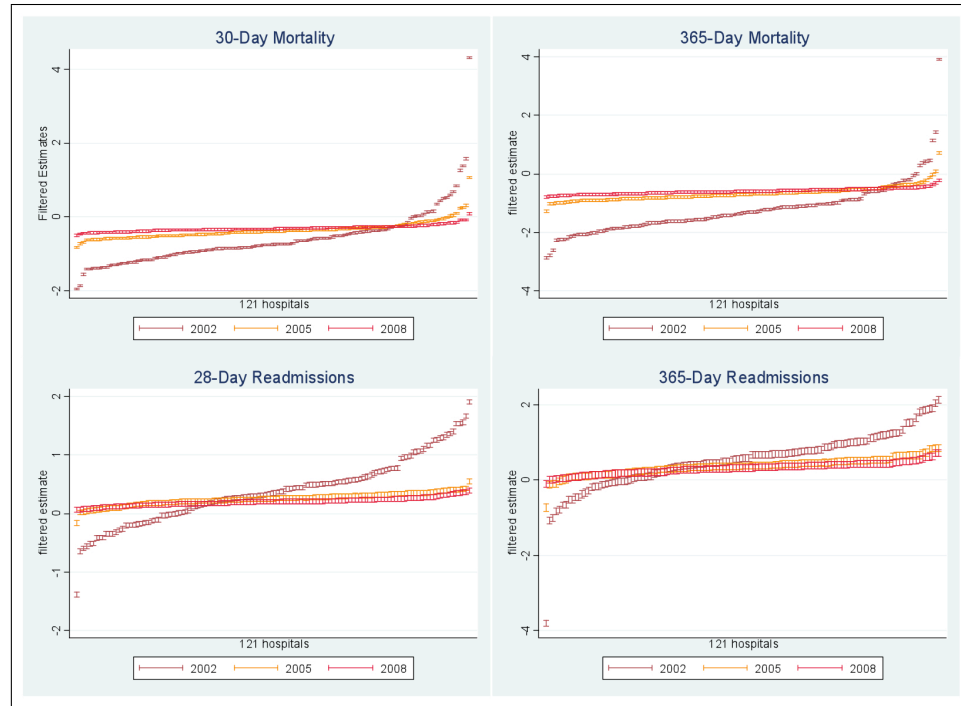 30-Day Mortality
Filtered Estimates
4
2
0
-2
121 hospitals
2002 2005 2008
365-Day Mortality
filtered estimate
4
2
0
-2
-4
121 hospitals
2002 2005 2008
28-Day Readmissions
filtered estimate
2
1
0
-1
-2
121 hospitals
2002 2005 2008
365-Day Readmissions
filtered estimate
2
0
-2
-4
121 hospitals
2002 2005 2008